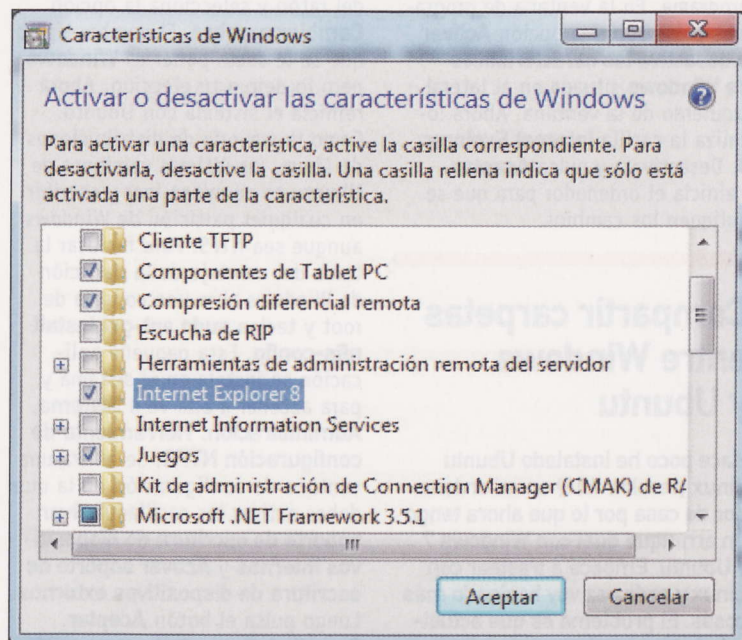 Características de Windows
Activar o desactivar las características de Windows
Para activar una característica, active la casilla correspondiente. Para
desactivarla, desactive la casilla. Una casilla rellena indica que sólo está
activada una parte de la característica.
Cliente TFTP
Componentes de Tablet PC
Compresión diferencial remota
Escucha de RIP
Herramientas de administración remota del servidor
Internet Explorer 8
Internet Information Services
Juegos
Kit de administración de Connection Manager (CMAK) de RA
Microsoft .NET Framework 3.5.1
Aceptar
Cancelar